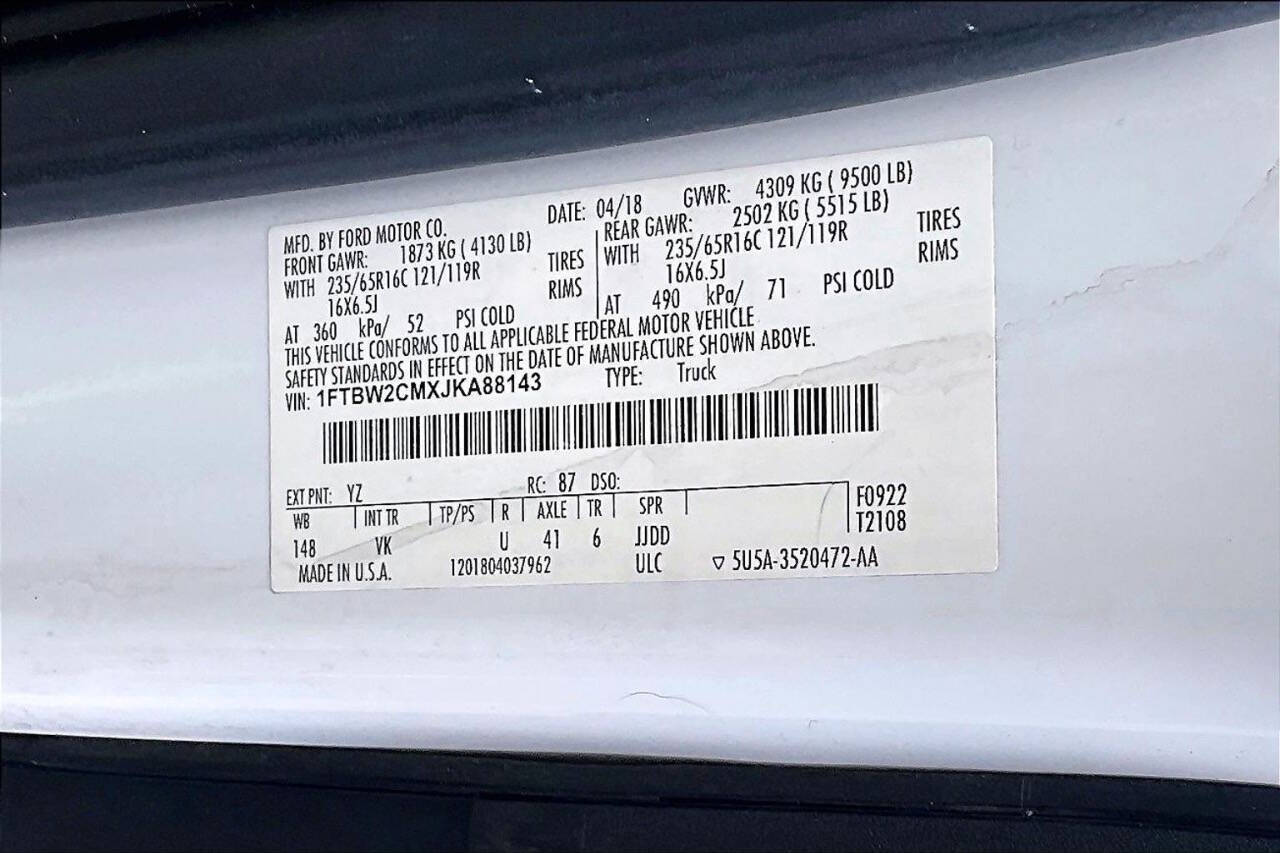 MFD. BY FORD MOTOR CO. DATE: 04/18 GVWR: 4309 KG ( 9500 LB)
FRONT GAWR: 1873 KG ( 4130 LB) REAR GAWR: 2502 KG ( 5515 LB)
WITH 235/65R16C 121/119R TIRES WITH 235/65R16C 121/119R TIRES
16X6.5J RIMS 16X6.5J RIMS
AT 360 kPa/ 52 PSI COLD AT 490 kPa/ 71 PSI COLD
THIS VEHICLE CONFORMS TO ALL APPLICABLE FEDERAL MOTOR VEHICLE
SAFETY STANDARDS IN EFFECT ON THE DATE OF MANUFACTURE SHOWN ABOVE.
VIN: 1FTBW2CMXJKA88143 TYPE: Truck
EXT PNT: YZ RC: 87 DSO:
WB INT TR TP/PS R AXLE TR SPR F0922
148 VK U 41 6 JJDD T2108
MADE IN U.S.A. 1201804037962 ULC ▽ 5U5A-3520472-AA